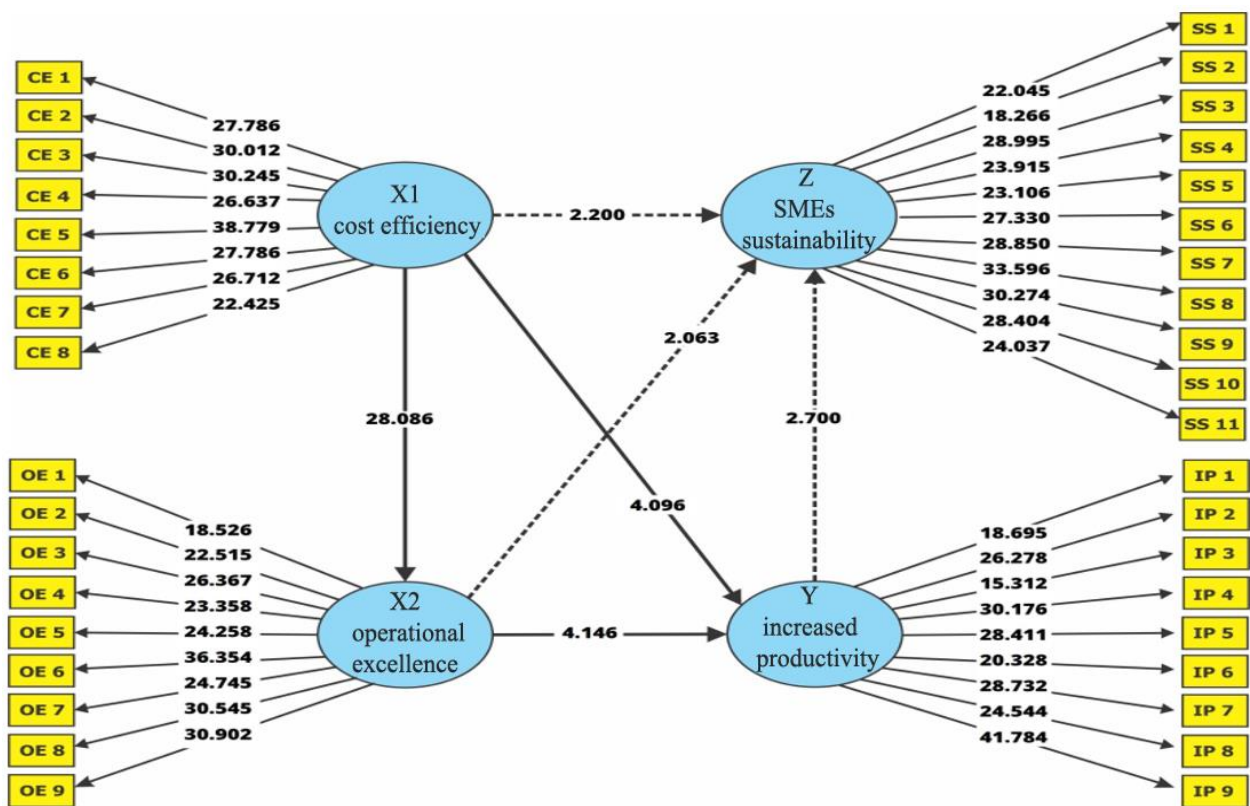 CE 1
CE 2
CE 3
CE 4
CE 5
CE 6
CE 7
CE 8
27.786
30.012
30.245
26.637
38.779
27.786
26.712
22.425
X1
cost efficiency
2.200
Z
SMEs
sustainability
22.045
18.266
28.995
23.915
23.106
27.330
28.850
33.596
30.274
28.404
24.037
SS 1
SS 2
SS 3
SS 4
SS 5
SS 6
SS 7
SS 8
SS 9
SS 10
SS 11
28.086
2.063
4.096
2.700
OE 1
OE 2
OE 3
OE 4
OE 5
OE 6
OE 7
OE 8
OE 9
18.526
22.515
26.367
23.358
24.258
36.354
24.745
30.545
30.902
X2
operational
excellence
4.146
Y
increased
productivity
18.695
26.278
15.312
30.176
28.411
20.328
28.732
24.544
41.784
IP 1
IP 2
IP 3
IP 4
IP 5
IP 6
IP 7
IP 8
IP 9